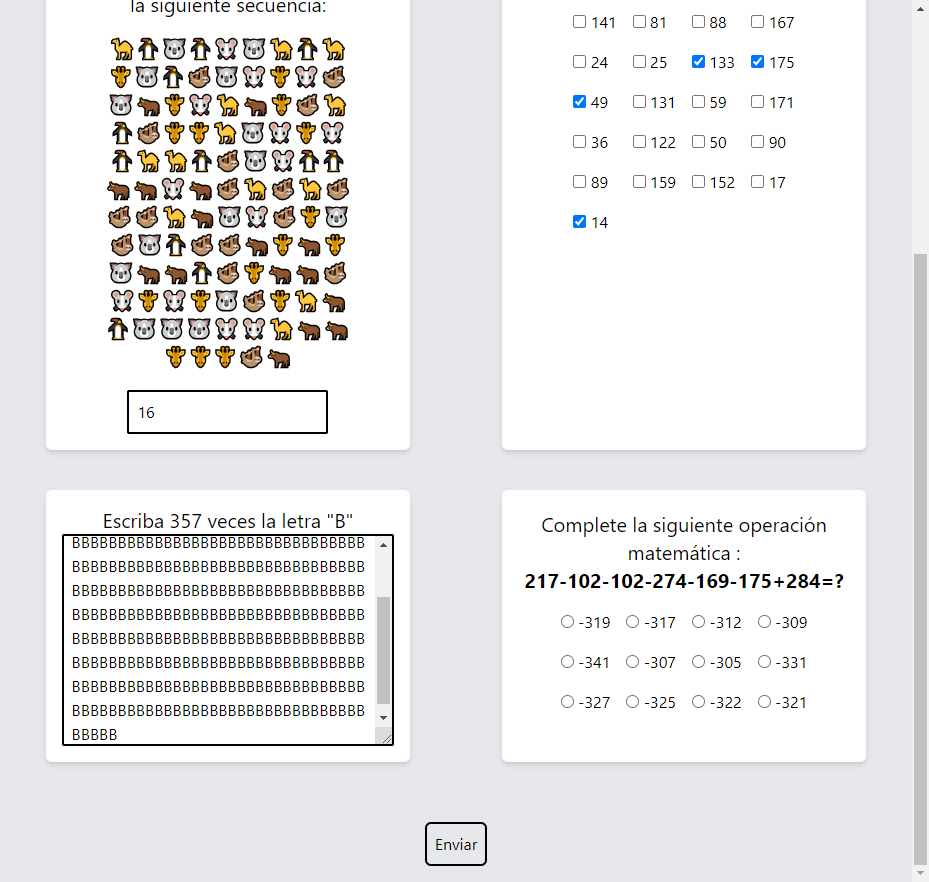 la siguiente secuencia:
16
141 81 88 167
24 25 133 175
49 131 59 171
36 122 50 90
89 159 152 17
14
Escriba 357 veces la letra "B"
BBBBBBBBBBBBBBBBBBBBBBBBBBBBBBBB
BBBBBBBBBBBBBBBBBBBBBBBBBBBBBBBB
BBBBBBBBBBBBBBBBBBBBBBBBBBBBBBBB
BBBBBBBBBBBBBBBBBBBBBBBBBBBBBBBB
BBBBBBBBBBBBBBBBBBBBBBBBBBBBBBBB
BBBBBBBBBBBBBBBBBBBBBBBBBBBBBBBB
BBBBBBBBBBBBBBBBBBBBBBBBBBBBBBBB
BBBBBBBBBBBBBBBBBBBBBBBBBBBBBBBB
BBBBB
Complete la siguiente operación
matemática :
217-102-102-274-169-175+284=?
-319 -317 -312 -309
-341 -307 -305 -331
-327 -325 -322 -321
Enviar